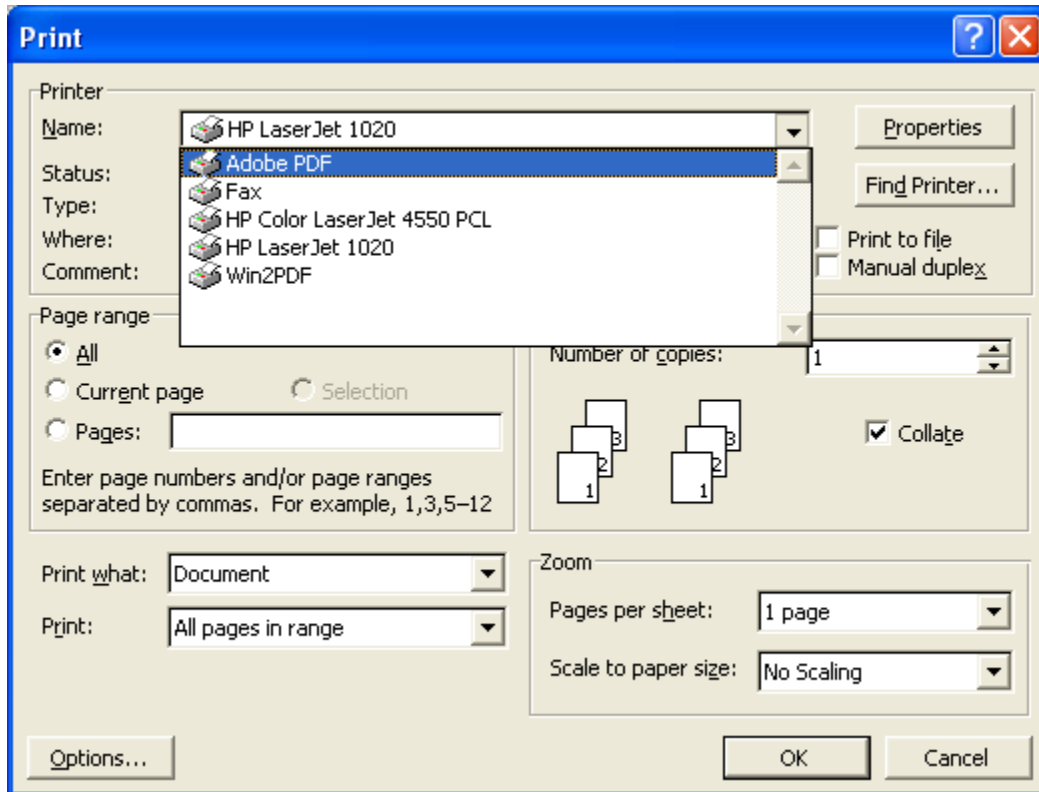 Print
Printer
Name:
HP LaserJet 1020
Properties
Adobe PDF
Status:
Fax
Find Printer...
Type:
HP Color LaserJet 4550 PCL
Where:
HP LaserJet 1020
Print to file
Comment:
Win2PDF
Manual duplex
Page range
All
Number of copies:
1
Current page
Selection
Pages:
Collate
3
2
1
3
2
1
Enter page numbers and/or page ranges
separated by commas. For example, 1,3,5–12
Print what:
Document
Print:
All pages in range
Zoom
Pages per sheet:
1 page
Scale to paper size:
No Scaling
Options...
OK
Cancel